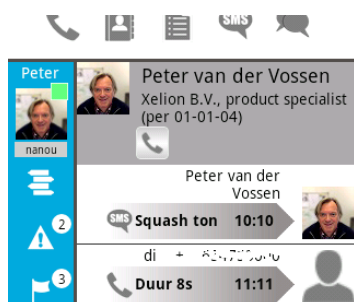 SMS
Peter
Peter van der Vossen
Xelion B.V., product specialist
(per 01-01-04)
nanou
Peter van der
Vossen
2
SMS Squash ton 10:10
di +
3
Duur 8s 11:11